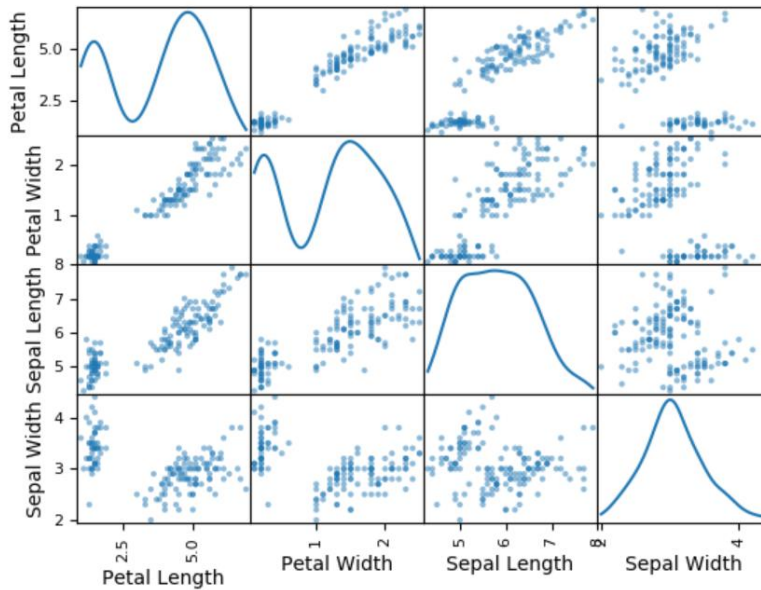 Petal Length
5.0
2.5
Petal Width
2
1
8
Sepal Length
7
6
5
Sepal Width
4
3
2
2.5 5.0 1 2 5 6 7 8 2 4
Petal Length Petal Width Sepal Length Sepal Width